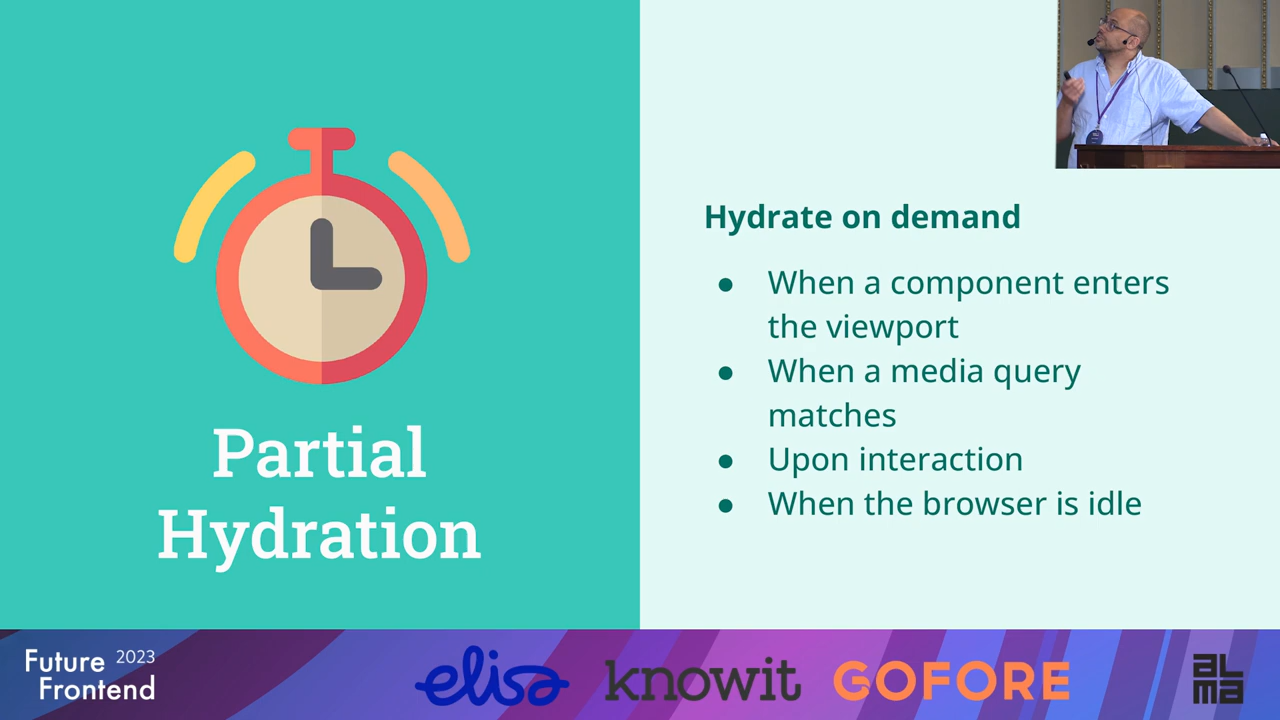 Partial
Hydration
Hydrate on demand
● When a component enters
the viewport
● When a media query
matches
● Upon interaction
● When the browser is idle
Future 2023
Frontend
elisa
knowit
GOFORE
aLma